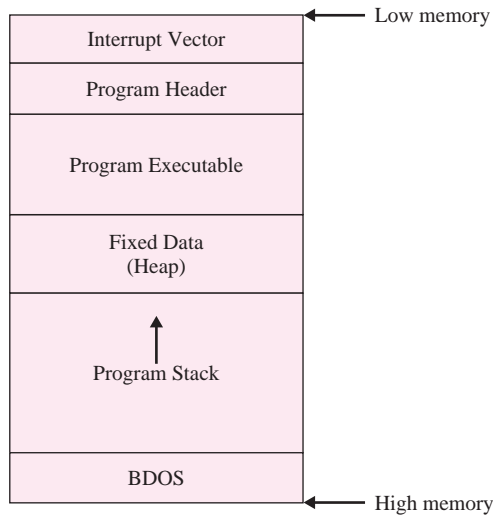 Low memory
Interrupt Vector
Program Header
Program Executable
Fixed Data
(Heap)
Program Stack
BDOS
High memory